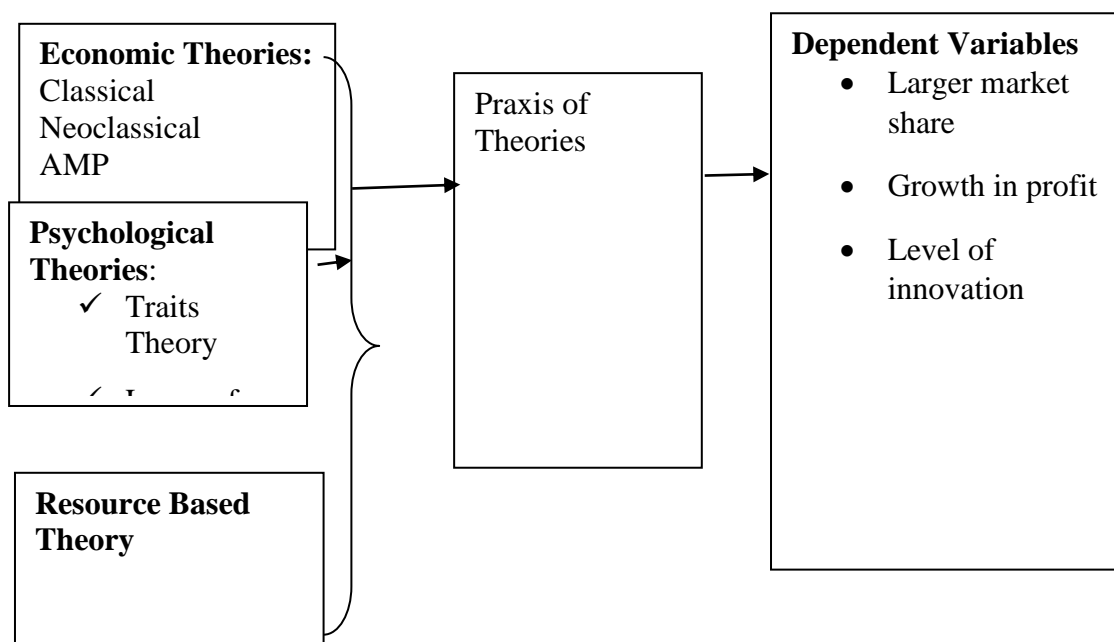 Economic Theories:
Classical
Neoclassical
AMP
Psychological
Theories:
✓ Traits
Theory
✓
Resource Based
Theory
Praxis of
Theories
Dependent Variables
• Larger market
share
• Growth in profit
• Level of
innovation